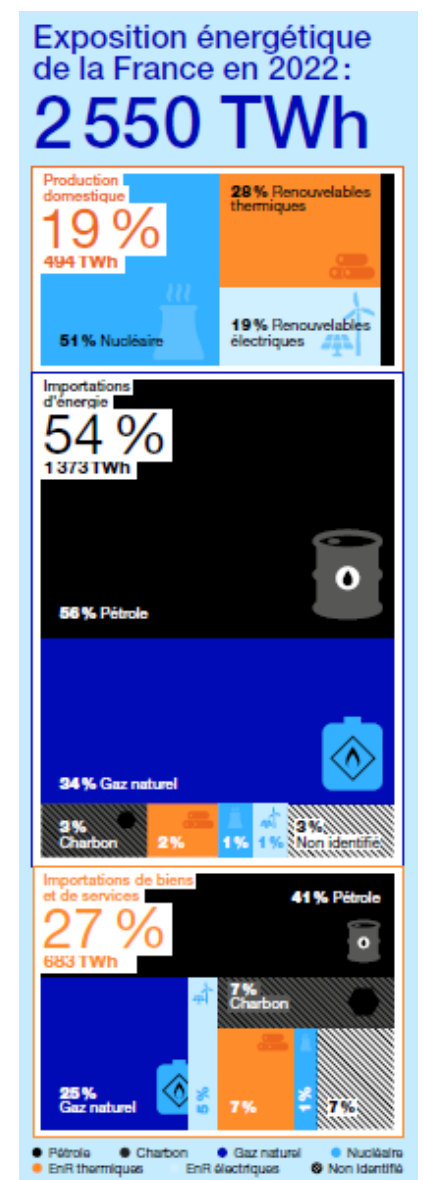 Exposition énergétique
de la France en 2022 :
2 550 TWh
Production
domestique
19 %
494 TWh
51 % Nucléaire
28 % Renouvelables
thermiques
19 % Renouvelables
électriques
Importations
d'énergie
54 %
1 373 TWh
56 % Pétrole
34 % Gaz naturel
3 %
Charbon
2 %
1 %
1 %
3 %
Non identifié
Importations de biens
et de services
27 %
683 TWh
41 % Pétrole
25 %
Gaz naturel
5 %
7 %
Charbon
7 %
1 %
7 %
Pétrole Charbon Gaz naturel Nucléaire
EnR thermiques EnR électriques Non identifié